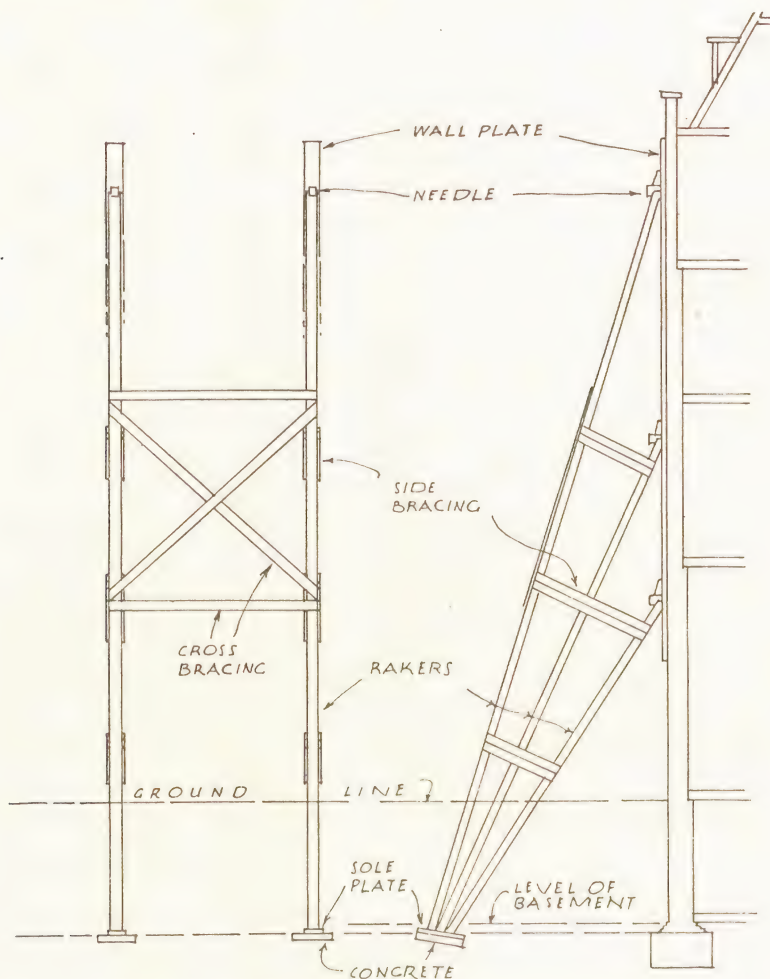 WALL PLATE
NEEDLE
SIDE
BRACING
CROSS
BRACING
RAKERS
GROUND LINE
SOLE
PLATE
LEVEL OF
BASEMENT
CONCRETE